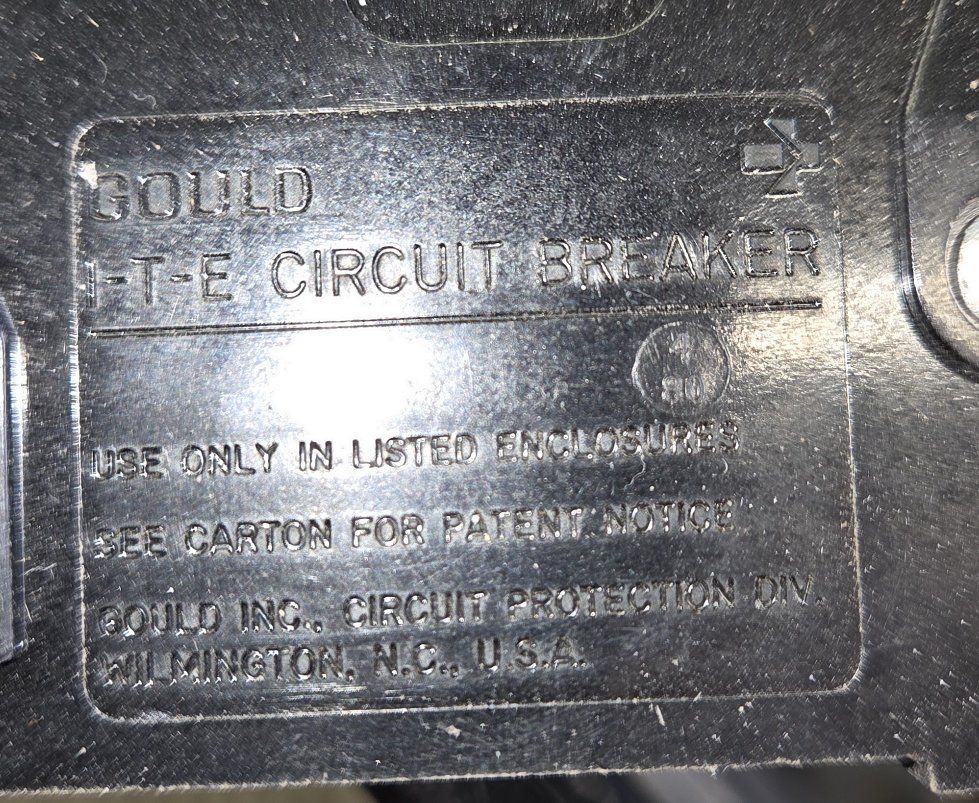 GOULD
I-T-E CIRCUIT BREAKER
USE ONLY IN LISTED ENCLOSURES
SEE CARTON FOR PATENT NOTICE
GOULD INC., CIRCUIT PROTECTION DIV.
WILMINGTON, N.C., U.S.A.